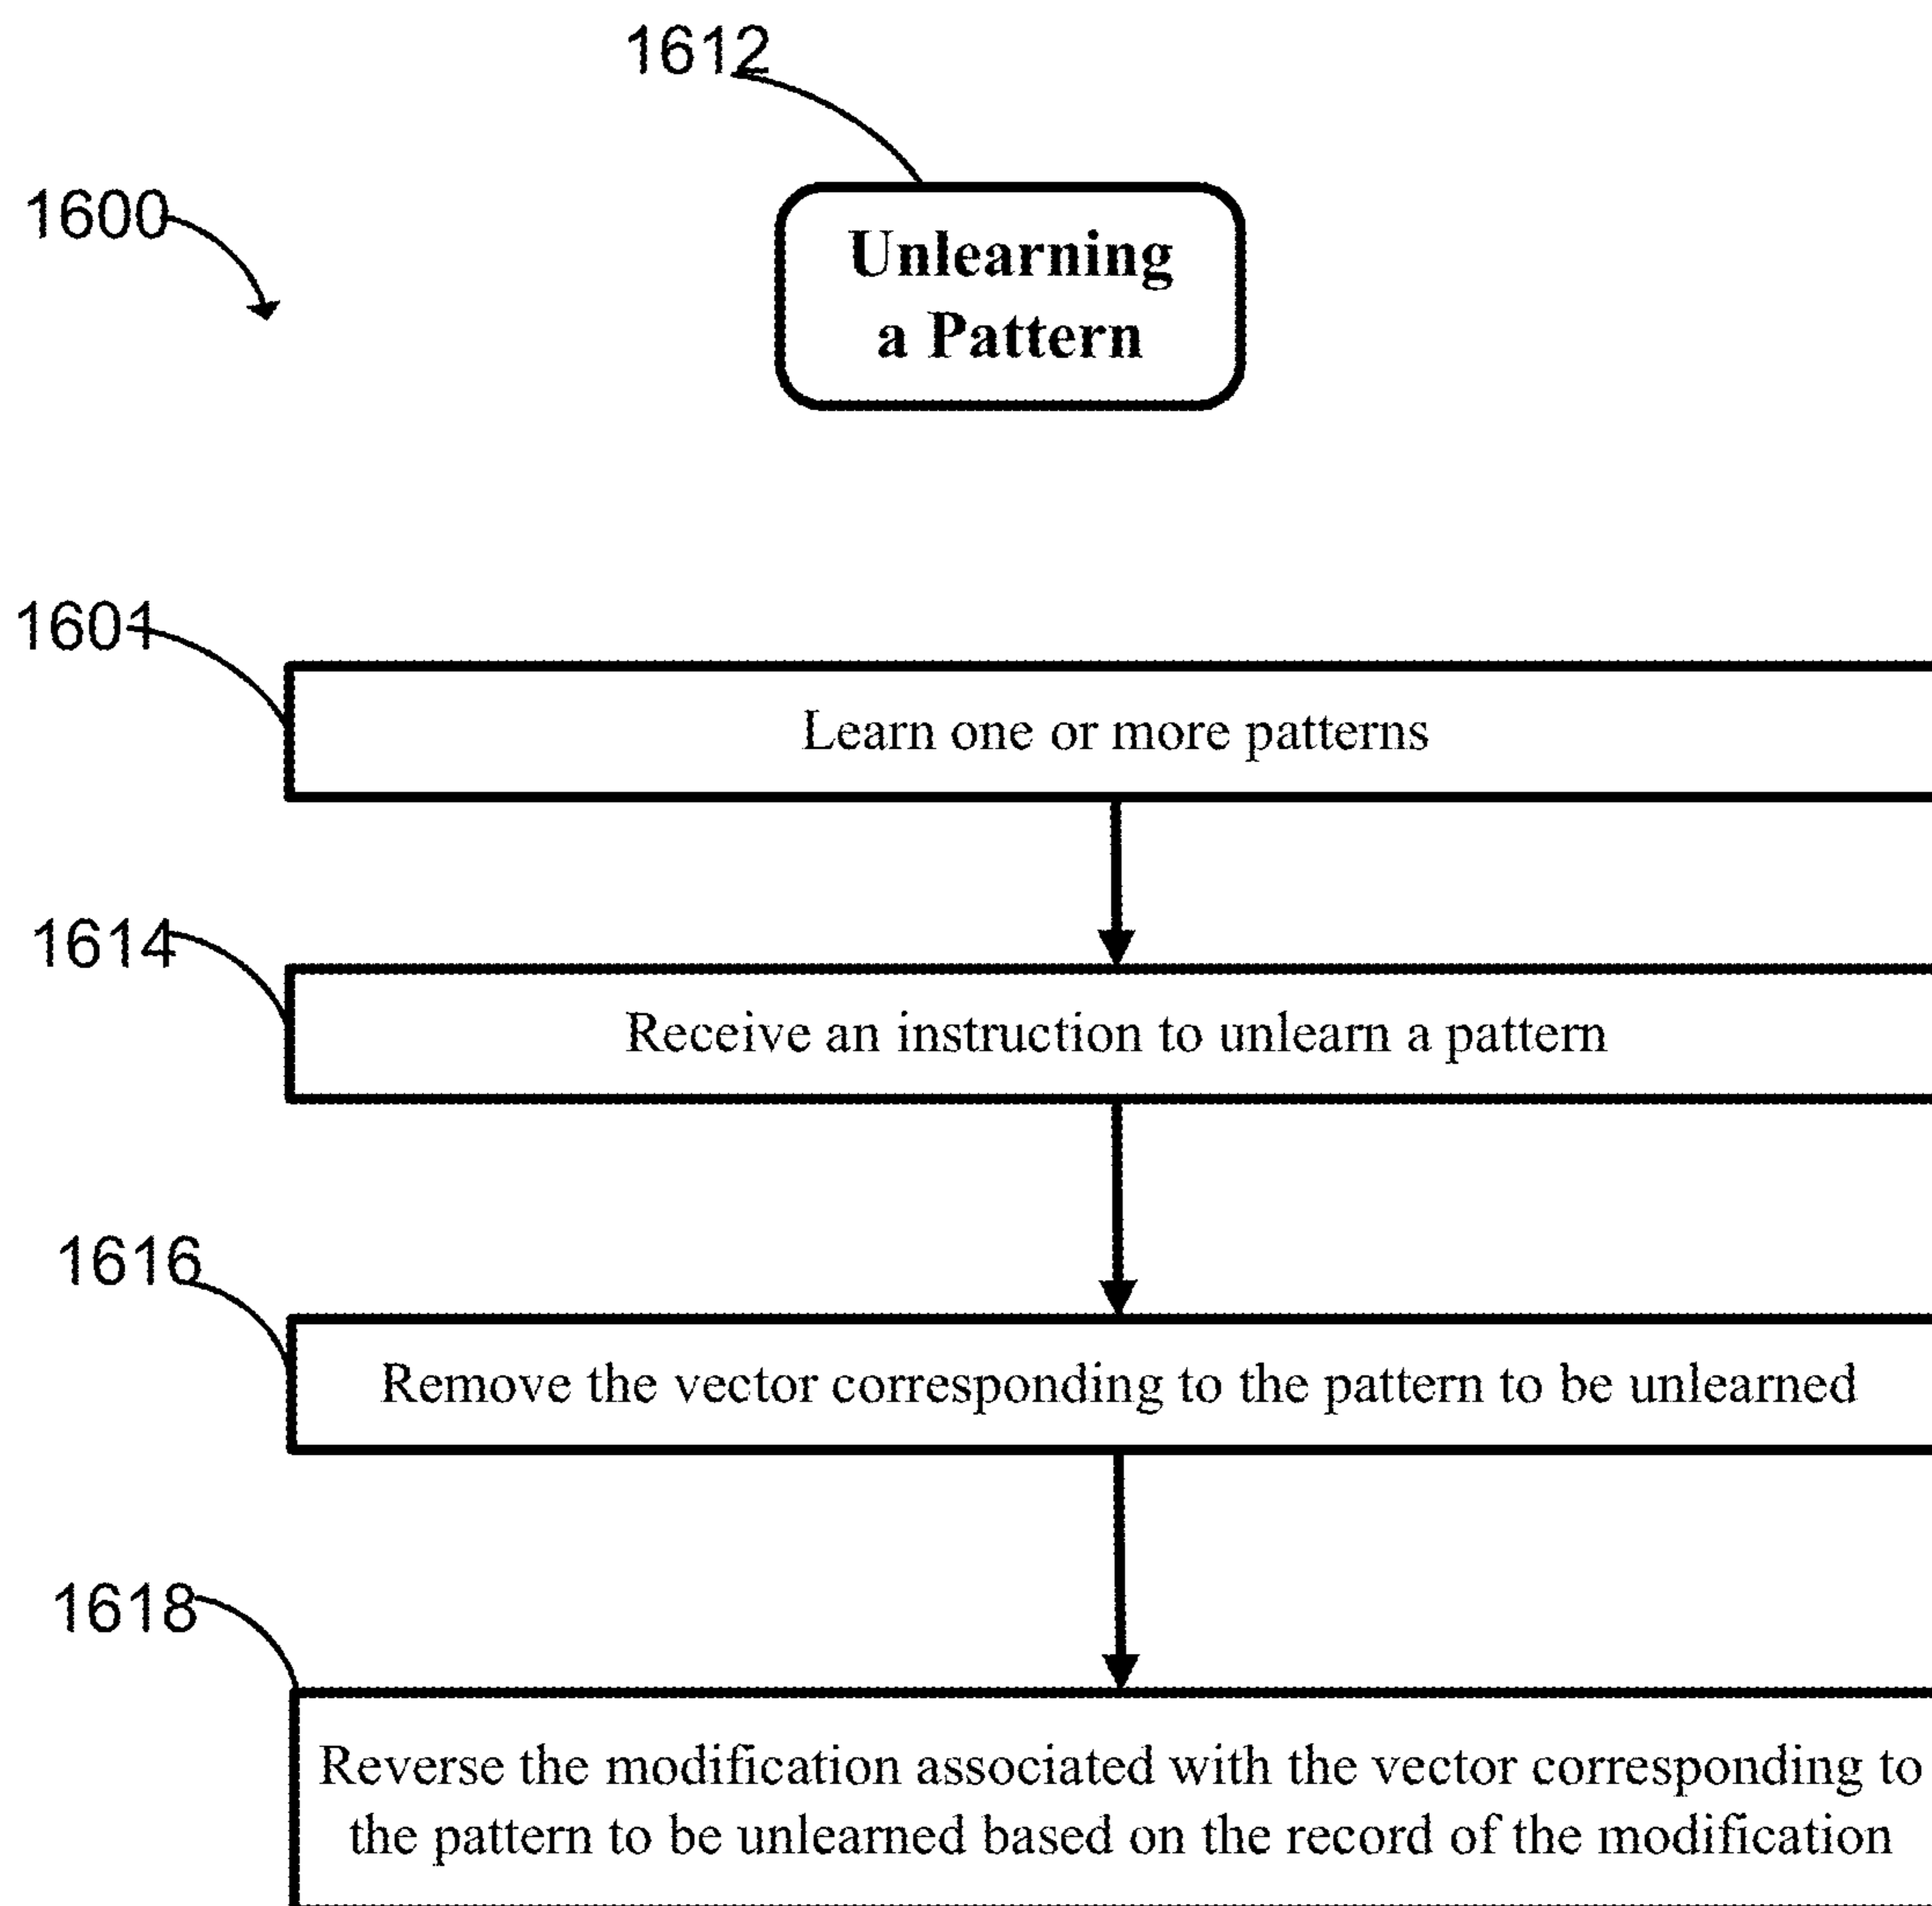 1612
1600
Unlearning
a Pattern
1601
Learn one or more patterns
1614
Receive an instruction to unlearn a pattern
1616
Remove the vector corresponding to the pattern to be unlearned
1618
Reverse the modification associated with the vector corresponding to
the pattern to be unlearned based on the record of the modification